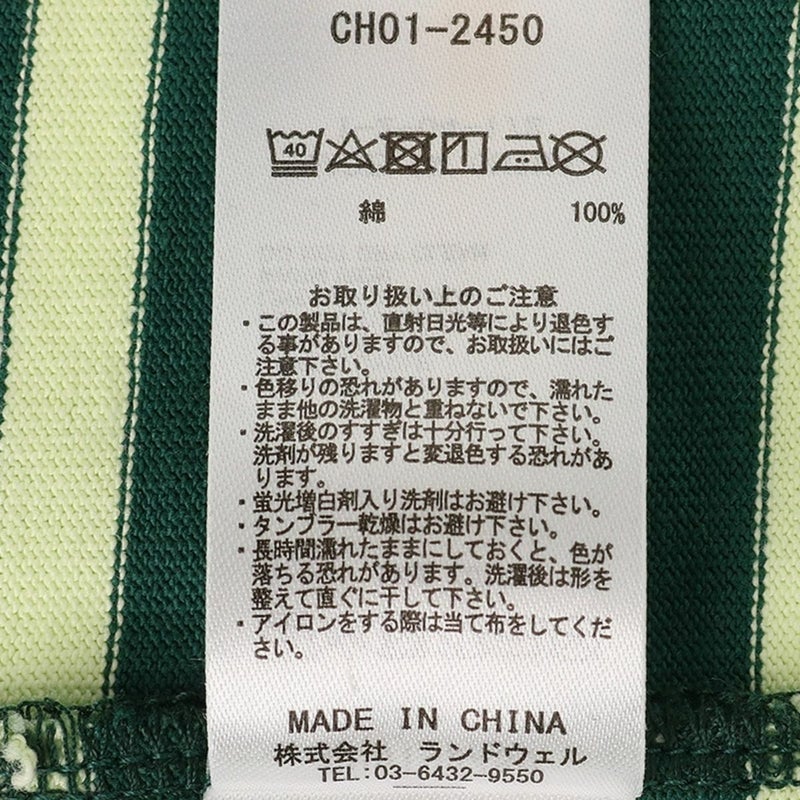 CH01-2450
40
綿 100%
お取り扱い上のご注意
・この製品は、直射日光等により退色す
る事がありますので、お取扱いにはご
注意下さい。
・色移りの恐れがありますので、濡れた
まま他の洗濯物と重ねないで下さい。
・洗濯後のすすぎは十分行って下さい。
洗剤が残りますと変退色する恐れがあ
ります。
・蛍光増白剤入り洗剤はお避け下さい。
・タンブラー乾燥はお避け下さい。
・長時間濡れたままにしておくと、色が
落ちる恐れがあります。洗濯後は形を
整えて直ぐに干して下さい。
・アイロンをする際は当て布をしてくだ
さい。
MADE IN CHINA
株式会社 ランドウェル
TEL:03-6432-9550